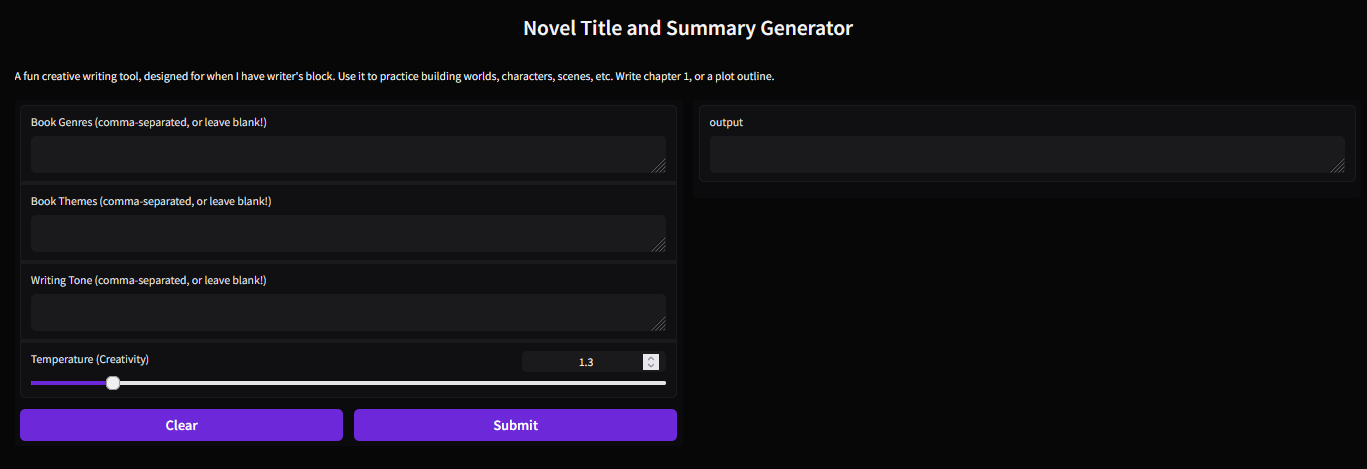 Novel Title and Summary Generator
A fun creative writing tool, designed for when I have writer's block. Use it to practice building worlds, characters, scenes, etc. Write chapter 1, or a plot outline.
Book Genres (comma-separated, or leave blank!)
Book Themes (comma-separated, or leave blank!)
Writing Tone (comma-separated, or leave blank!)
Temperature (Creativity)
1.3
Clear
Submit
output